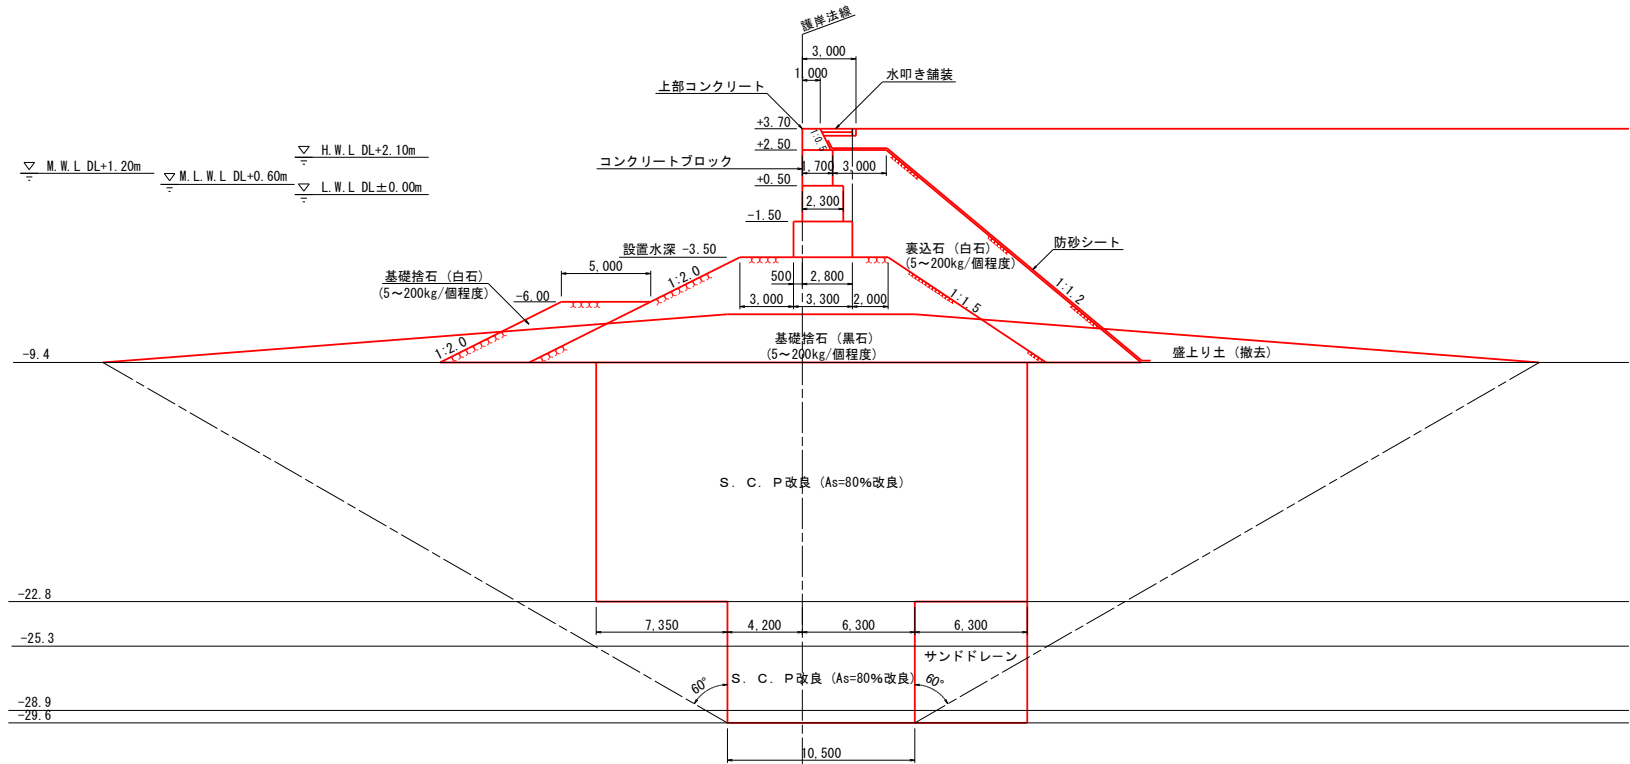 護岸法線
3,000
1,000
水叩き舗装
上部コンクリート
+3.70
1:0.5
+2.50
H.W.L DL+2.10m
M.W.L DL+1.20m
コンクリートブロック
1,700
3,000
M.L.W.L DL+0.60m
+0.50
L.W.L DL±0.00m
2,300
-1.50
防砂シート
設置水深 -3.50
裏込石 (白石)
(5～200kg/個程度)
基礎捨石 (白石)
(5～200kg/個程度)
5,000
1:2.0
500
2,800
1:1.2
-6.00
3,000
3,300
2,000
1:1.5
1:2.0
基礎捨石 (黒石)
(5～200kg/個程度)
盛上り土 (撤去)
-9.4
S. C. P改良 (As=80%改良)
-22.8
7,350
4,200
6,300
6,300
-25.3
サンドドレーン
60°
S. C. P改良 (As=80%改良)
60°
-28.9
-29.6
10,500